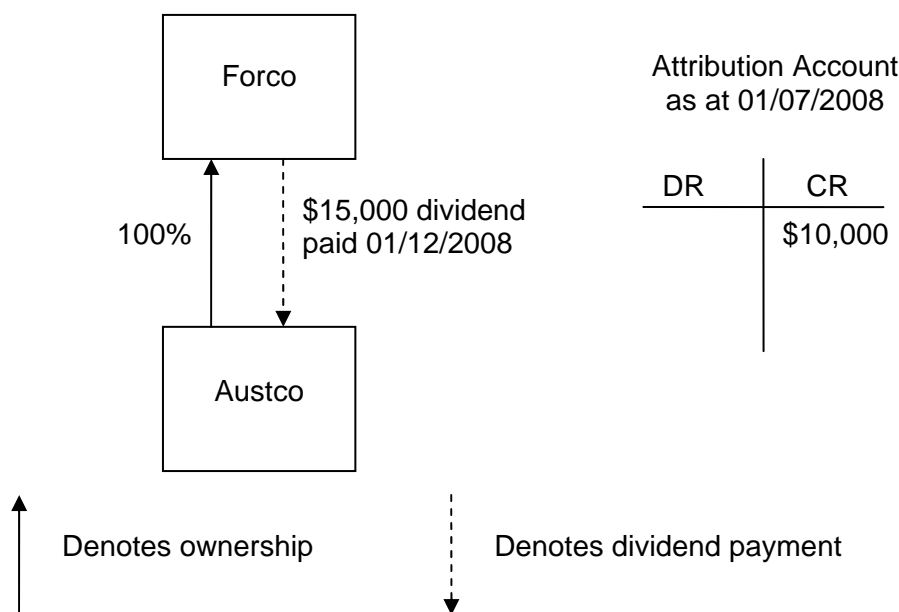 Forco
Attribution Account
as at 01/07/2008
DR CR
$10,000
100%
$15,000 dividend
paid 01/12/2008
Austco
Denotes ownership
Denotes dividend payment